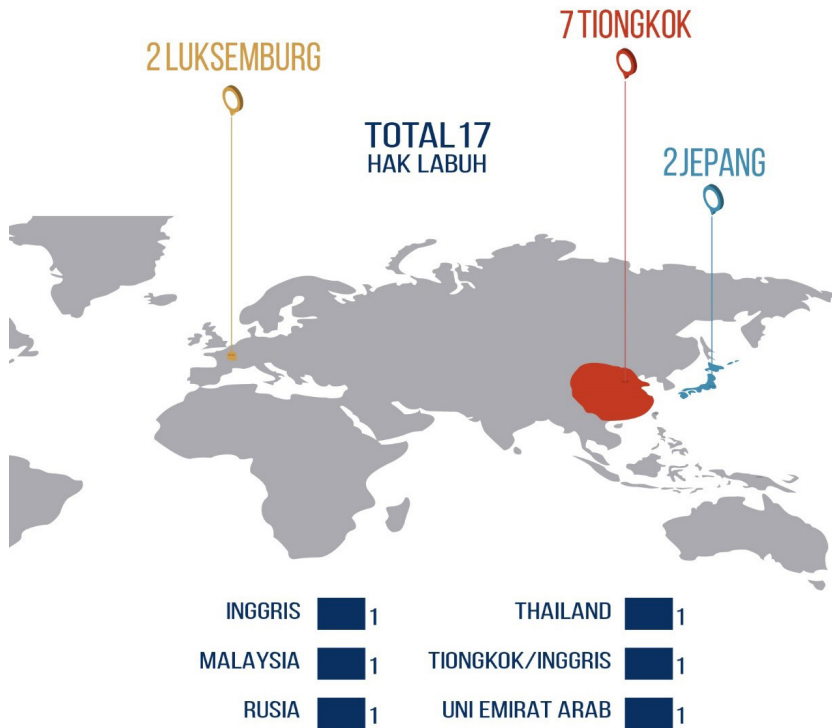 7 TIONGKOK
2 LUKSEMBURG
TOTAL 17
HAK LABUH
2 JEPANG
INGGRIS 1
THAILAND 1
MALAYSIA 1
TIONGKOK/INGGRIS 1
RUSIA 1
UNI EMIRAT ARAB 1